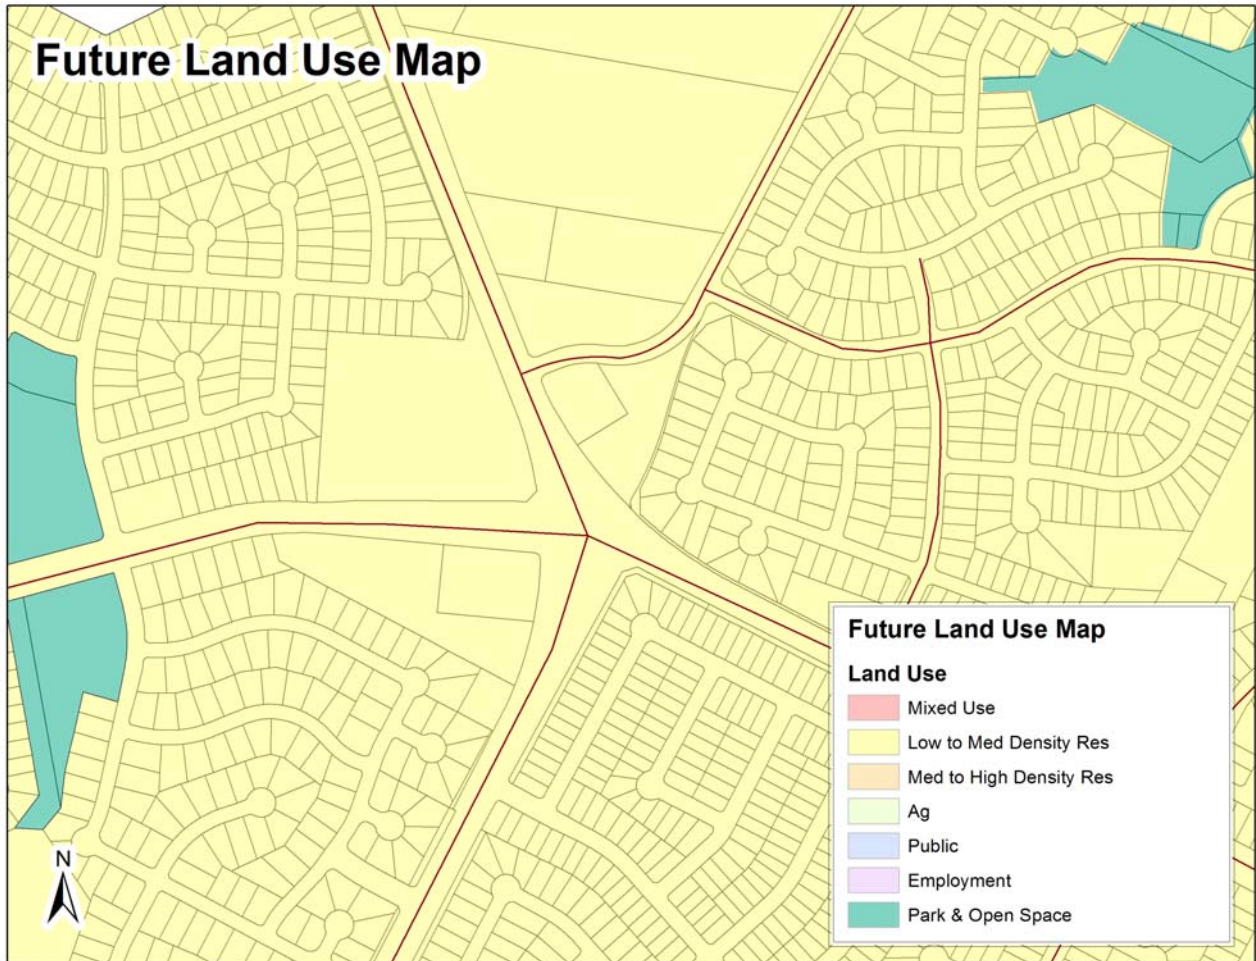 Future Land Use Map
Future Land Use Map
Land Use
Mixed Use
Low to Med Density Res
Med to High Density Res
Ag
Public
Employment
Park & Open Space
N